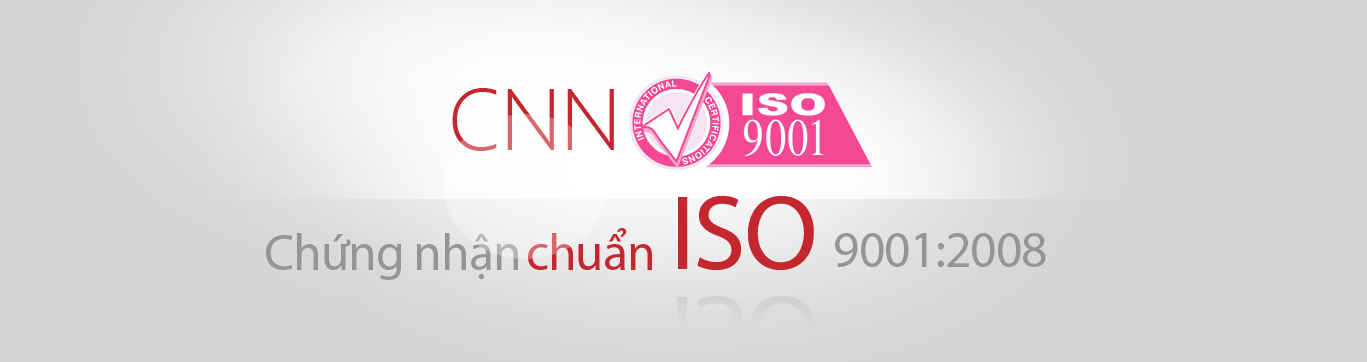 CNN
INTERNATIONAL CERTIFICATIONS
ISO
9001
Chứng nhận chuẩn ISO 9001:2008